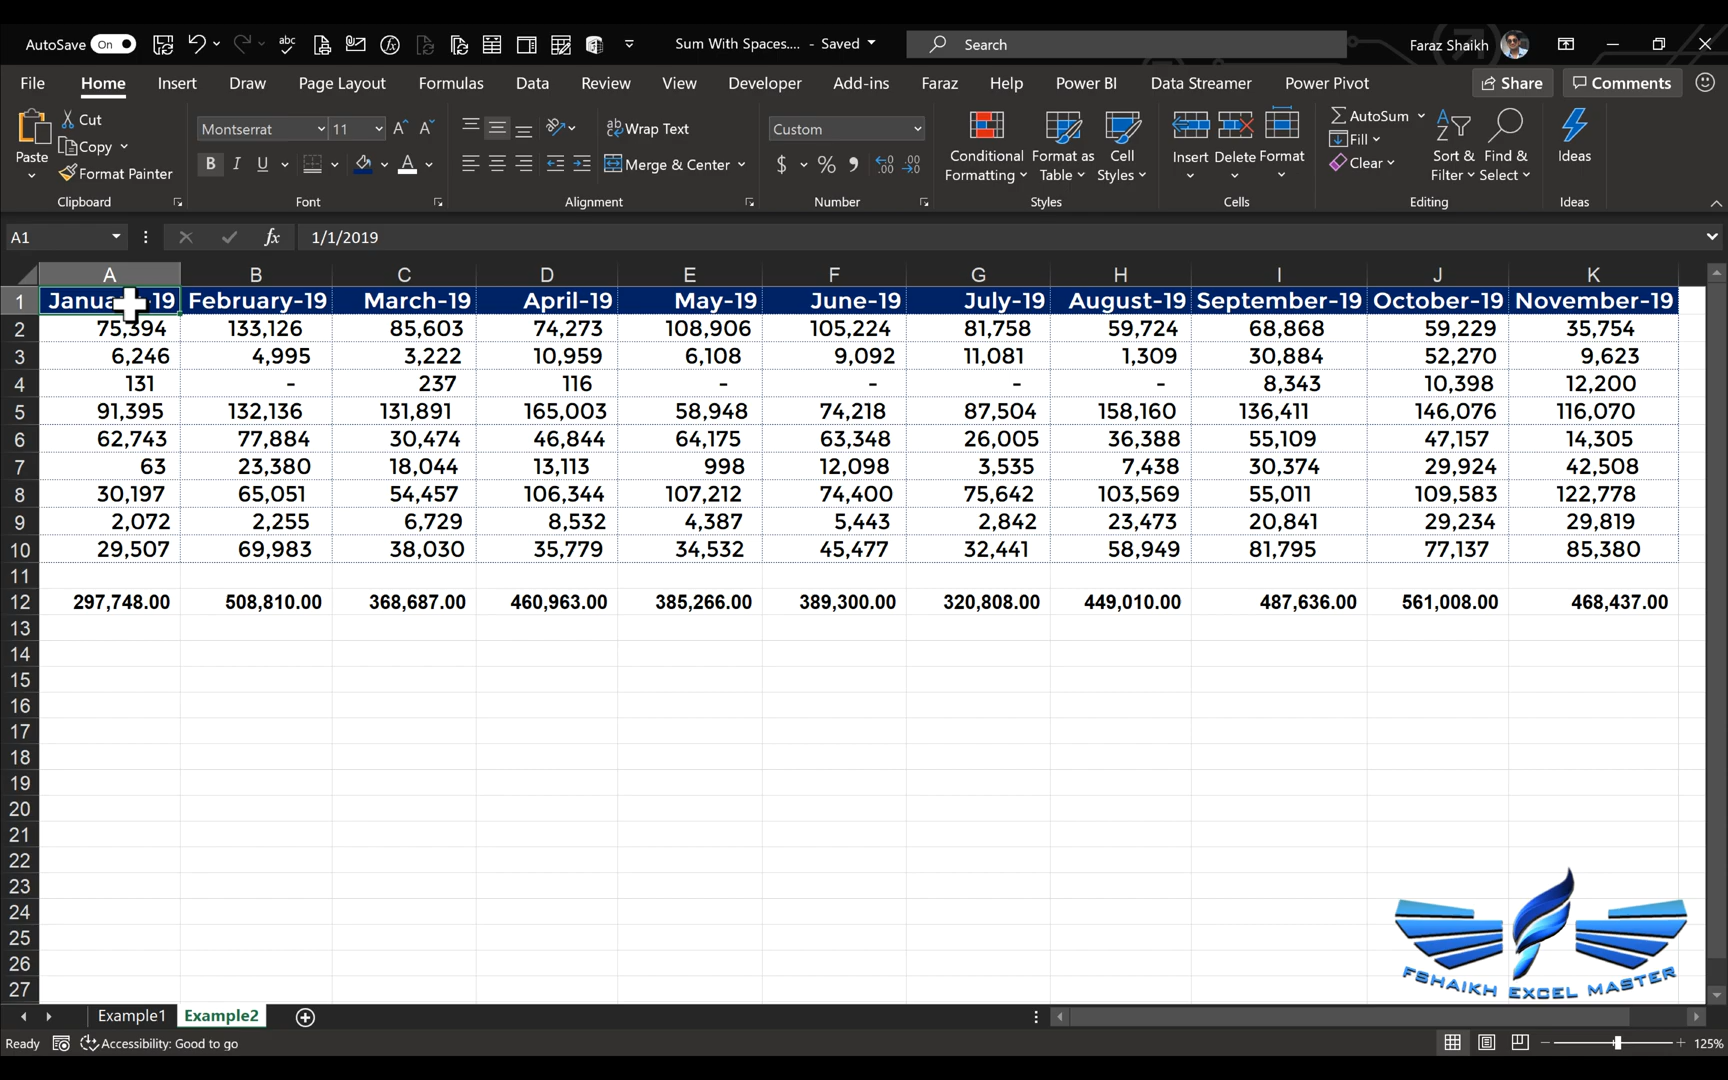 AutoSave On Sum With Spaces.... - Saved Search Faraz Shaikh
File Home Insert Draw Page Layout Formulas Data Review View Developer Add-ins Faraz Help Power BI Data Streamer Power Pivot Share Comments
Paste Cut Copy Format Painter Clipboard
Montserrat 11 B I U A Font
Wrap Text Merge & Center Alignment
Custom $ % Number
Conditional Formatting Format as Table Cell Styles Styles
Insert Delete Format Cells
AutoSum Fill Clear Sort & Filter Find & Select Editing
Ideas Ideas
A1 fx 1/1/2019
A B C D E F G H I J K
1 -19 February-19 March-19 April-19 May-19 June-19 July-19 August-19 September-19 October-19 November-19
2 75,394 133,126 85,603 74,273 108,906 105,224 81,758 59,724 68,868 59,229 35,754
3 6,246 4,995 3,222 10,959 6,108 9,092 11,081 1,309 30,884 52,270 9,623
4 131 - 237 116 - - - - 8,343 10,398 12,200
5 91,395 132,136 131,891 165,003 58,948 74,218 87,504 158,160 136,411 146,076 116,070
6 62,743 77,884 30,474 46,844 64,175 63,348 26,005 36,388 55,109 47,157 14,305
7 63 23,380 18,044 13,113 998 12,098 3,535 7,438 30,374 29,924 42,508
8 30,197 65,051 54,457 106,344 107,212 74,400 75,642 103,569 55,011 109,583 122,778
9 2,072 2,255 6,729 8,532 4,387 5,443 2,842 23,473 20,841 29,234 29,819
10 29,507 69,983 38,030 35,779 34,532 45,477 32,441 58,949 81,795 77,137 85,380
11
12 297,748.00 508,810.00 368,687.00 460,963.00 385,266.00 389,300.00 320,808.00 449,010.00 487,636.00 561,008.00 468,437.00
13
14
15
16
17
18
19
20
21
22
23
24
25
26
27
FSHAIKH EXCEL MASTER
Example1 Example2
Ready Accessibility: Good to go 125%